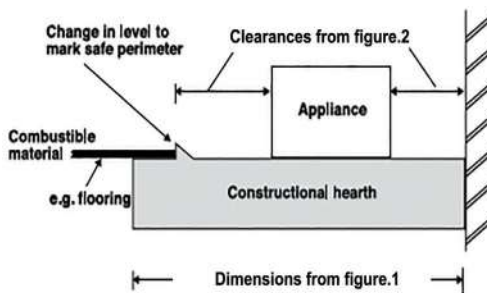 Change in level to
mark safe perimeter
Clearances from figure.2
Appliance
Combustible
material
e.g. flooring
Constructional hearth
Dimensions from figure.1